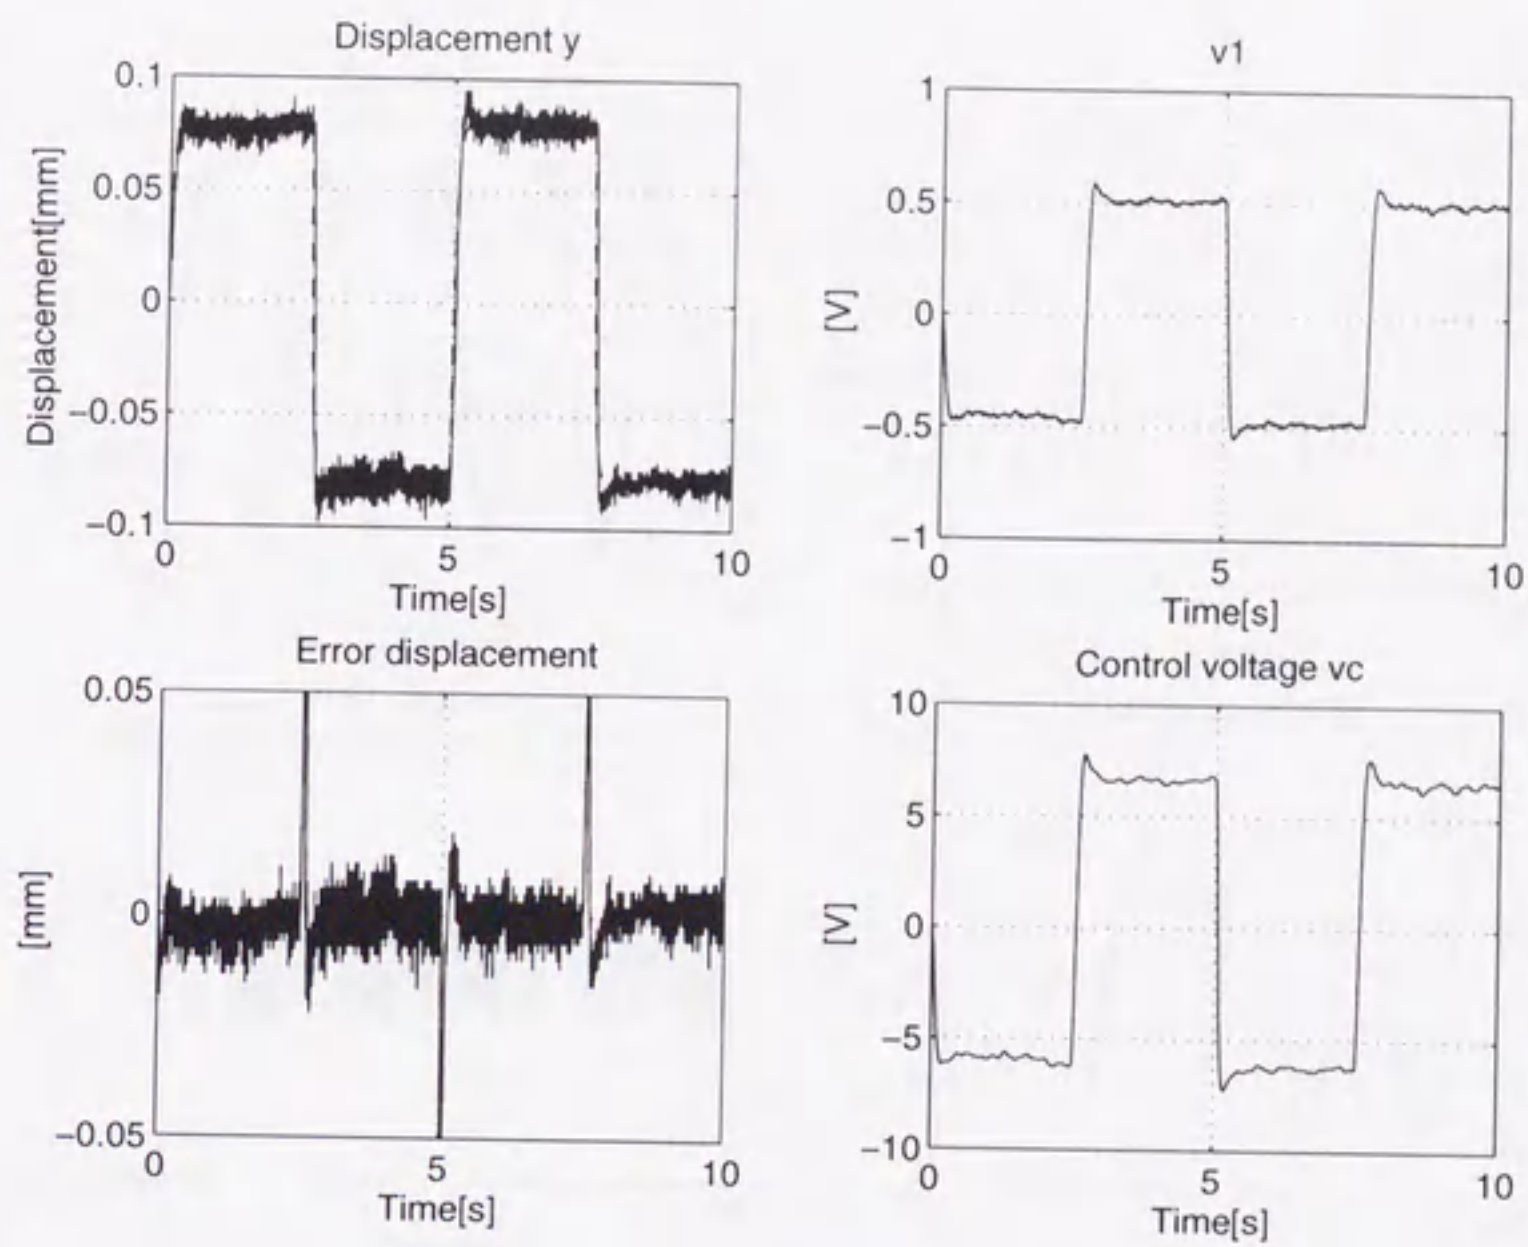 Displacement y
0.1
0.05
0
−0.05
−0.1
Displacement[mm]
0 5 10
Time[s]
v1
1
0.5
0
−0.5
−1
[V]
0 5 10
Time[s]
Error displacement
0.05
0
−0.05
[mm]
0 5 10
Time[s]
Control voltage vc
10
5
0
−5
−10
[V]
0 5 10
Time[s]